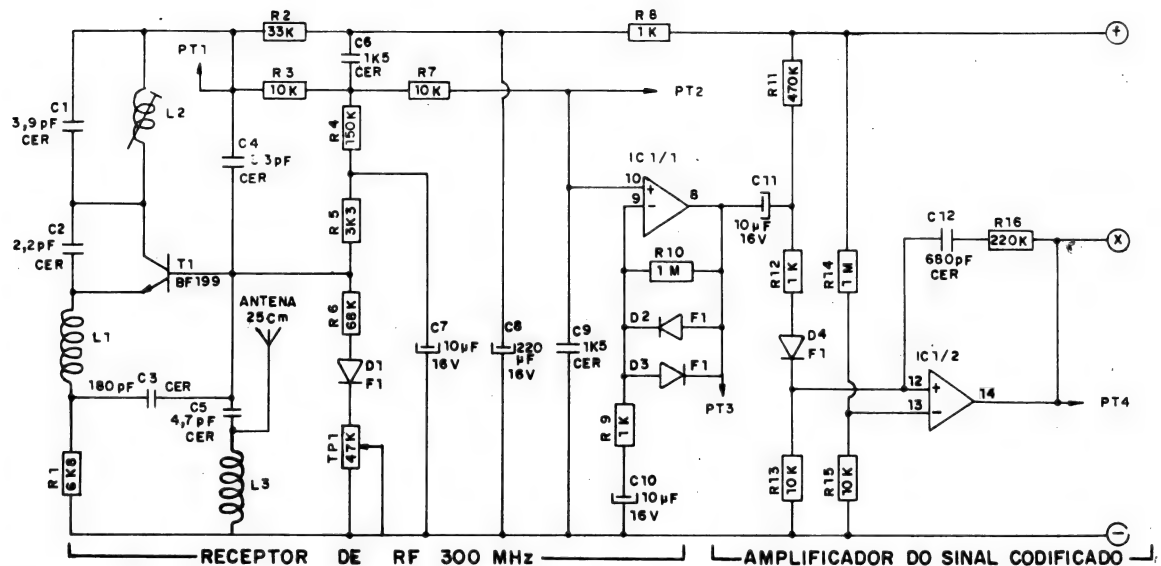 R2
33K
R8
1K
+
PT1
C6
1K5
CER
R3
10K
R7
10K
PT2
C1
3,9pF
CER
L2
R4
150K
R11
470K
C4
3pF
CER
IC1/1
10
+
9
-
8
C11
10µF
16V
R5
3K3
C2
2,2pF
CER
T1
BF199
C12
680pF
CER
R16
220K
X
R10
1M
R12
1K
R14
1M
ANTENA
25Cm
R6
68K
L1
C7
10µF
16V
C8
220
µF
16V
C9
1K5
CER
D2
F1
D3
F1
D4
F1
IC1/2
12
+
13
-
14
PT4
D1
F1
180pF
C3
CER
C5
4,7pF
CER
PT3
R9
1K
TP1
47K
R1
6K8
L3
C10
10µF
16V
R13
10K
R15
10K
-
RECEPTOR DE RF 300 MHz
AMPLIFICADOR DO SINAL CODIFICADO